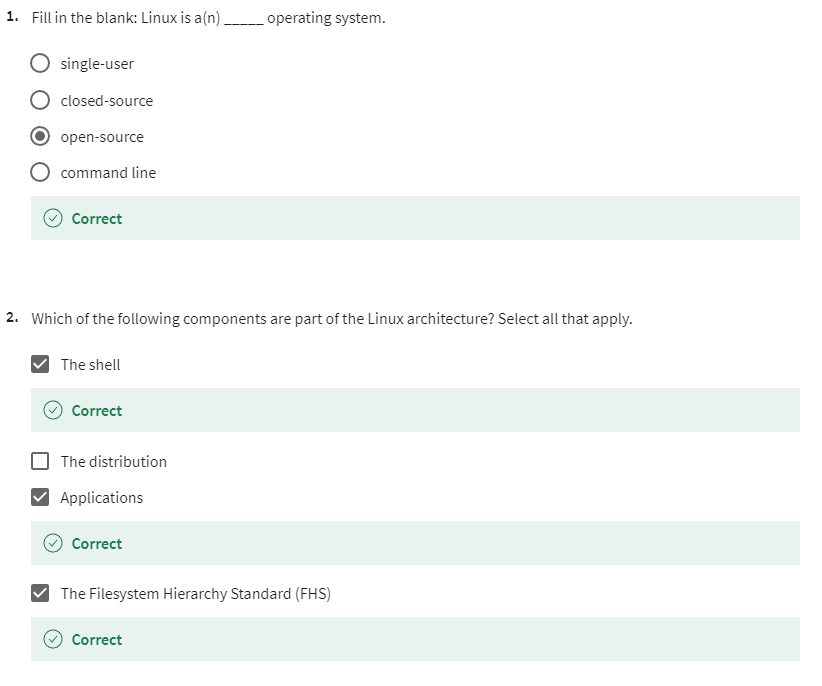 1. Fill in the blank: Linux is a(n) _____ operating system.
single-user
closed-source
open-source
command line
Correct
2. Which of the following components are part of the Linux architecture? Select all that apply.
The shell
Correct
The distribution
Applications
Correct
The Filesystem Hierarchy Standard (FHS)
Correct